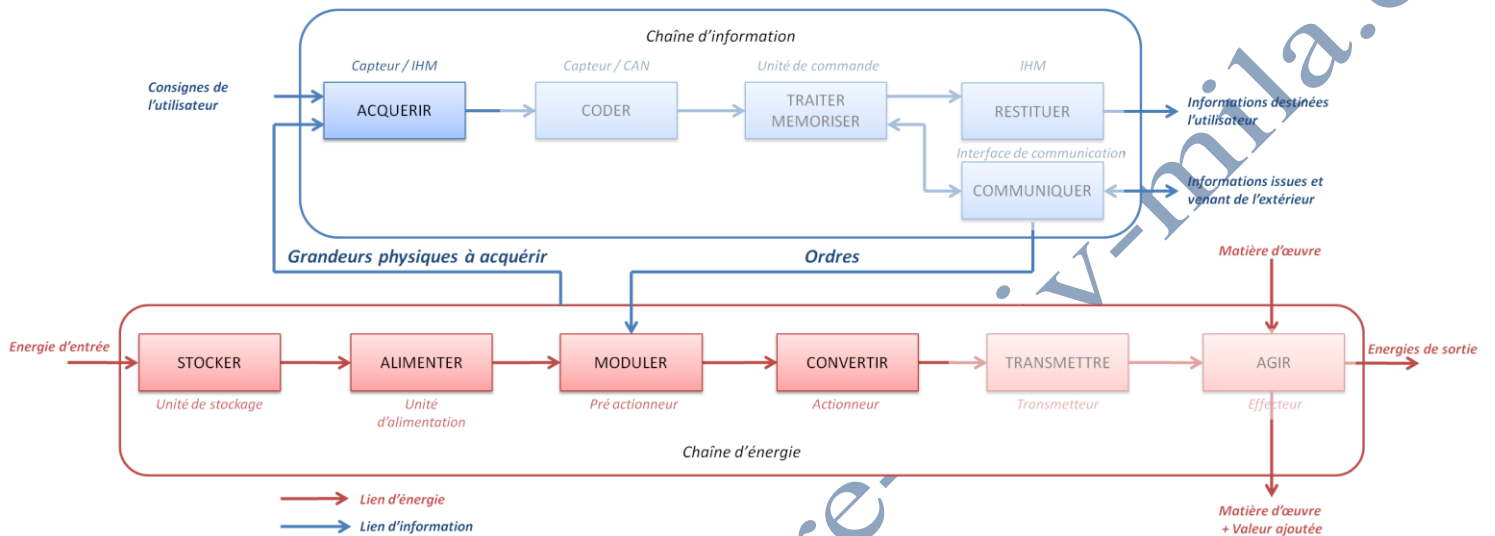 Chaîne d'information
Capteur / IHM
Capteur / CAN
Unité de commande
IHM
Consignes de
l'utilisateur
ACQUERIR
CODER
TRAITER
MEMORISER
RESTITUER
Informations destinées
l'utilisateur
Interface de communication
COMMUNIQUER
Informations issues et
venant de l'extérieur
Grandeurs physiques à acquérir
Ordres
Matière d'œuvre
Energie d'entrée
STOCKER
ALIMENTER
MODULER
CONVERTIR
TRANSMETTRE
AGIR
Energies de sortie
Unité de stockage
Unité
d'alimentation
Pré actionneur
Actionneur
Transmetteur
Effecteur
Chaîne d'énergie
Lien d'énergie
Lien d'information
Matière d'œuvre
+ Valeur ajoutée